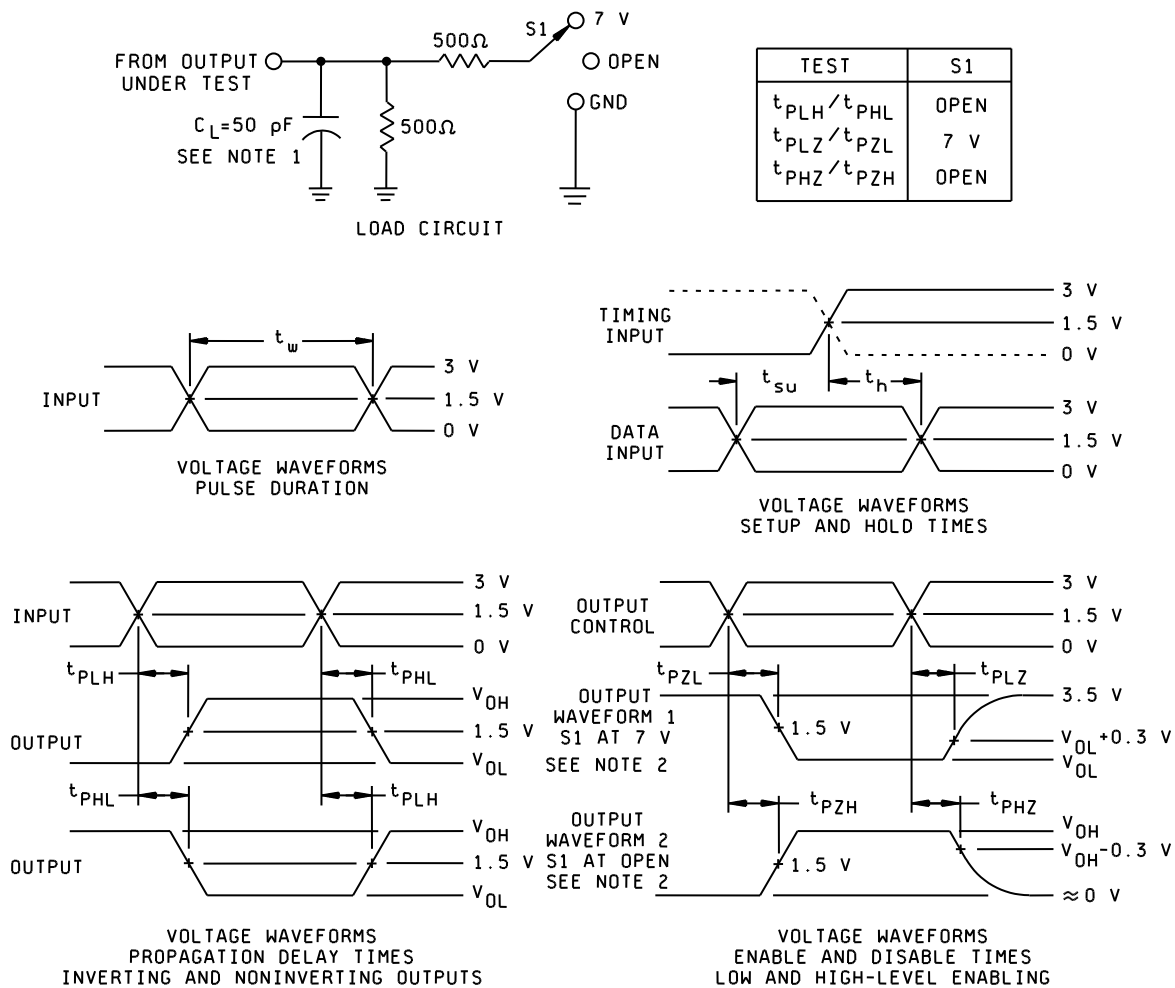 S1
7 V
500Ω
FROM OUTPUT
UNDER TEST
OPEN
GND
C_L=50 pF
SEE NOTE 1
500Ω
LOAD CIRCUIT
TEST S1
t_PLH/t_PHL OPEN
t_PLZ/t_PZL 7 V
t_PHZ/t_PZH OPEN
t_w
INPUT
3 V
1.5 V
0 V
VOLTAGE WAVEFORMS
PULSE DURATION
TIMING
INPUT
3 V
1.5 V
0 V
t_su
t_h
DATA
INPUT
3 V
1.5 V
0 V
VOLTAGE WAVEFORMS
SETUP AND HOLD TIMES
INPUT
3 V
1.5 V
0 V
t_PLH
t_PHL
OUTPUT
V_OH
1.5 V
V_OL
t_PHL
t_PLH
OUTPUT
V_OH
1.5 V
V_OL
VOLTAGE WAVEFORMS
PROPAGATION DELAY TIMES
INVERTING AND NONINVERTING OUTPUTS
OUTPUT
CONTROL
3 V
1.5 V
0 V
t_PZL
t_PLZ
OUTPUT
WAVEFORM 1
S1 AT 7 V
SEE NOTE 2
1.5 V
3.5 V
V_OL+0.3 V
V_OL
t_PZH
t_PHZ
OUTPUT
WAVEFORM 2
S1 AT OPEN
SEE NOTE 2
1.5 V
V_OH
V_OH-0.3 V
≈0 V
VOLTAGE WAVEFORMS
ENABLE AND DISABLE TIMES
LOW AND HIGH-LEVEL ENABLING